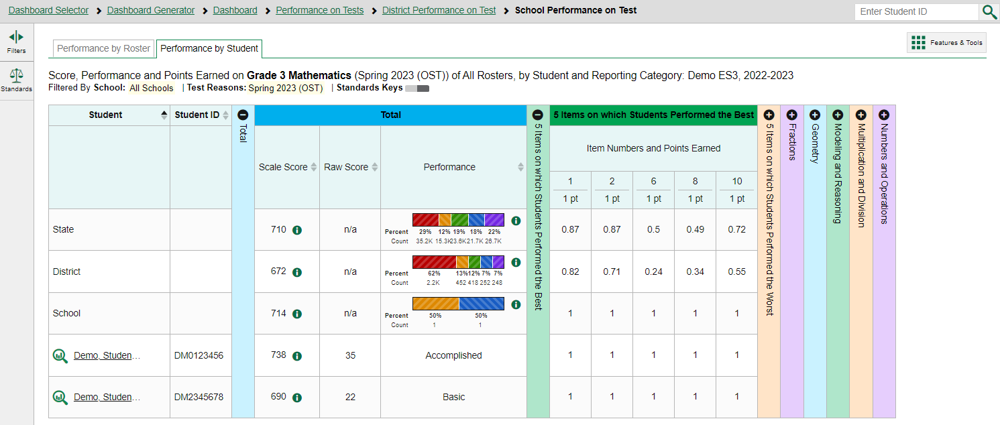 Dashboard Selector > Dashboard Generator > Dashboard > Performance on Tests > District Performance on Test > School Performance on Test
Enter Student ID
Filters
Standards
Performance by Roster
Performance by Student
Features & Tools
Score, Performance and Points Earned on Grade 3 Mathematics (Spring 2023 (OST)) of All Rosters, by Student and Reporting Category: Demo ES3, 2022-2023
Filtered By School: All Schools | Test Reasons: Spring 2023 (OST) | Standards Keys
Student
Student ID
Total
Total
5 Items on which Students Performed the Best
5 Items on which Students Performed the Best
5 Items on which Students Performed the Worst
Fractions
Geometry
Modeling and Reasoning
Multiplication and Division
Numbers and Operations
Scale Score
Raw Score
Performance
Item Numbers and Points Earned
1 2 6 8 10
1 pt 1 pt 1 pt 1 pt 1 pt
State 710 n/a 0.87 0.87 0.5 0.49 0.72
Percent 29% 12% 19% 18% 22%
Count 35.2K 15.3K 23.6K 21.7K 26.7K
District 672 n/a 0.82 0.71 0.24 0.34 0.55
Percent 62% 13% 12% 7% 7%
Count 2.2K 452 418 252 248
School 714 n/a 1 1 1 1 1
Percent 50% 50%
Count 1 1
Demo, Studen... DM0123456 738 35 Accomplished 1 1 1 1 1
Demo, Studen... DM2345678 690 22 Basic 1 1 1 1 1